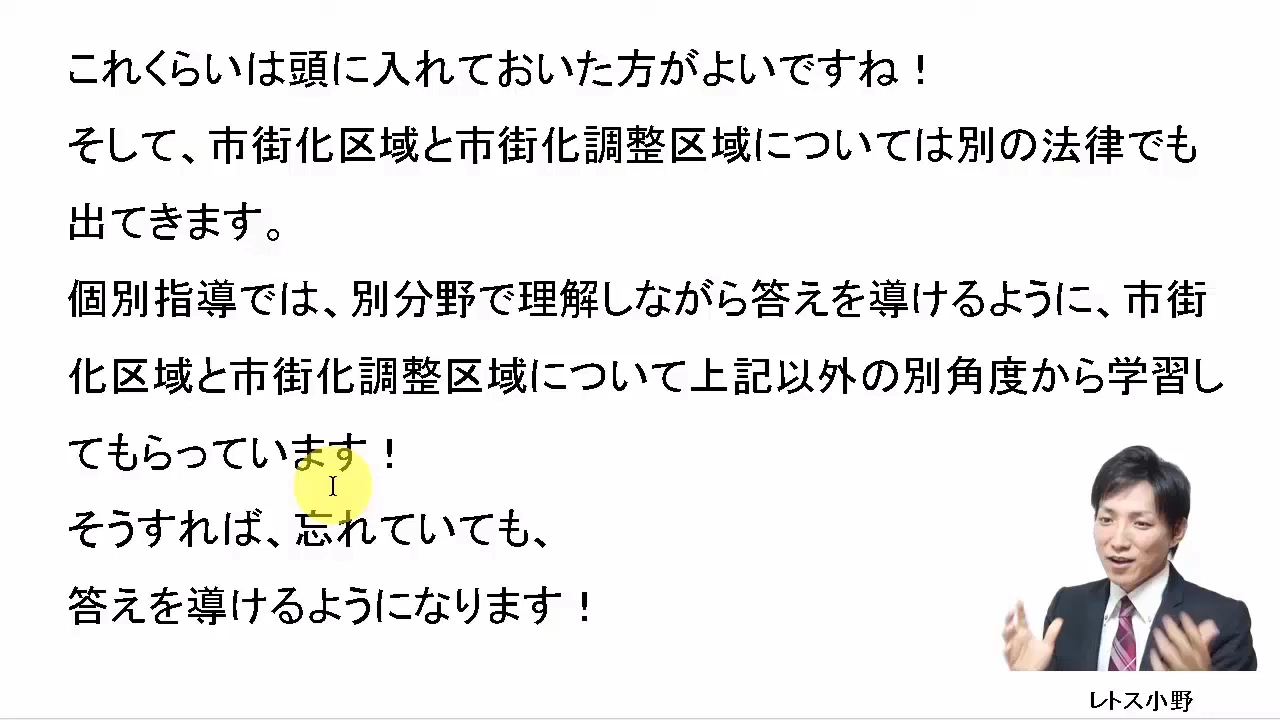 これくらいは頭に入れておいた方がよいですね！
そして、市街化区域と市街化調整区域については別の法律でも
出てきます。
個別指導では、別分野で理解しながら答えを導けるように、市街
化区域と市街化調整区域について上記以外の別角度から学習し
てもらっています！
そうすれば、忘れていても、
答えを導けるようになります！
レトス小野